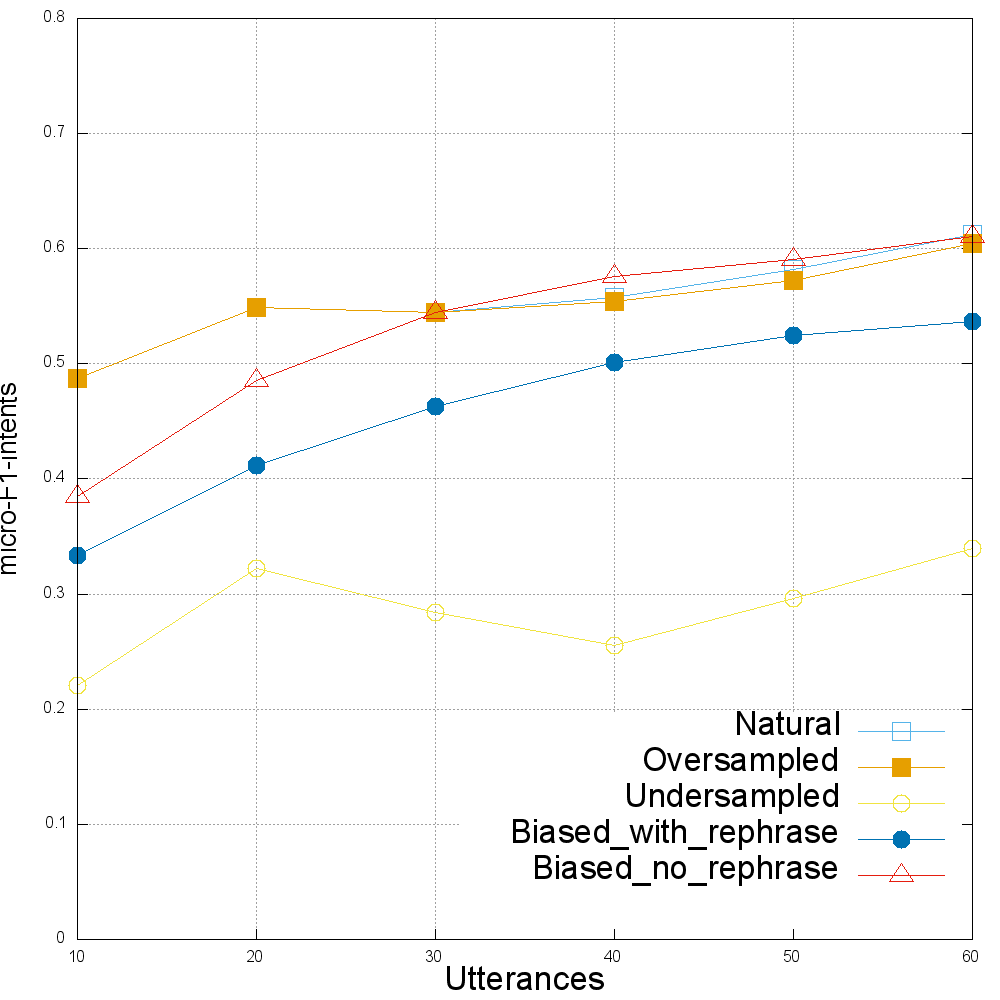 0.8
0.7
0.6
0.5
0.4
0.3
0.2
0.1
0
micro-F1-intents
10 20 30 40 50 60
Utterances
Natural
Oversampled
Undersampled
Biased_with_rephrase
Biased_no_rephrase